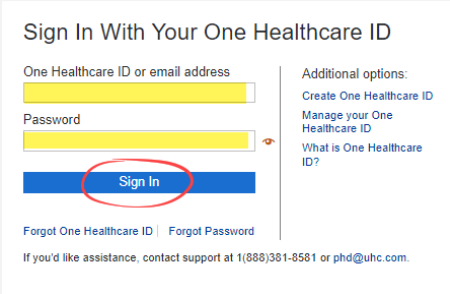 Sign In With Your One Healthcare ID
One Healthcare ID or email address
Password
Sign In
Forgot One Healthcare ID
Forgot Password
Additional options:
Create One Healthcare ID
Manage your One
Healthcare ID
What is One Healthcare
ID?
If you'd like assistance, contact support at 1(888)381-8581 or phd@uhc.com.